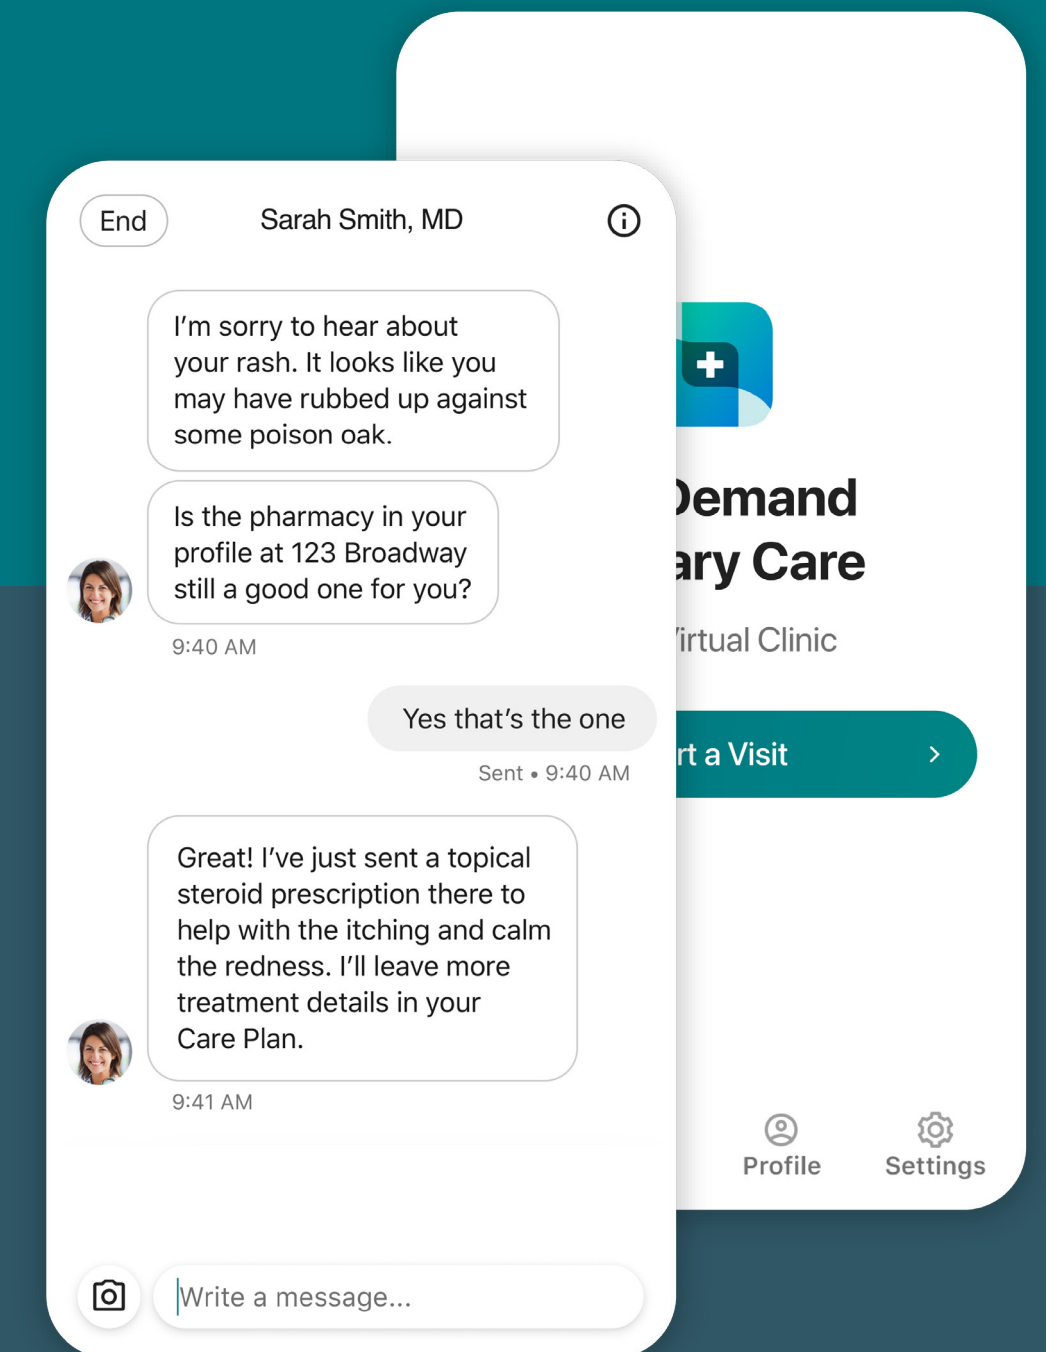 End
Sarah Smith, MD
I’m sorry to hear about
your rash. It looks like you
may have rubbed up against
some poison oak.
Is the pharmacy in your
profile at 123 Broadway
still a good one for you?
9:40 AM
Yes that’s the one
Sent • 9:40 AM
Great! I’ve just sent a topical
steroid prescription there to
help with the itching and calm
the redness. I’ll leave more
treatment details in your
Care Plan.
9:41 AM
Write a message...
Demand
Care
Clinic
a Visit
Profile
Settings